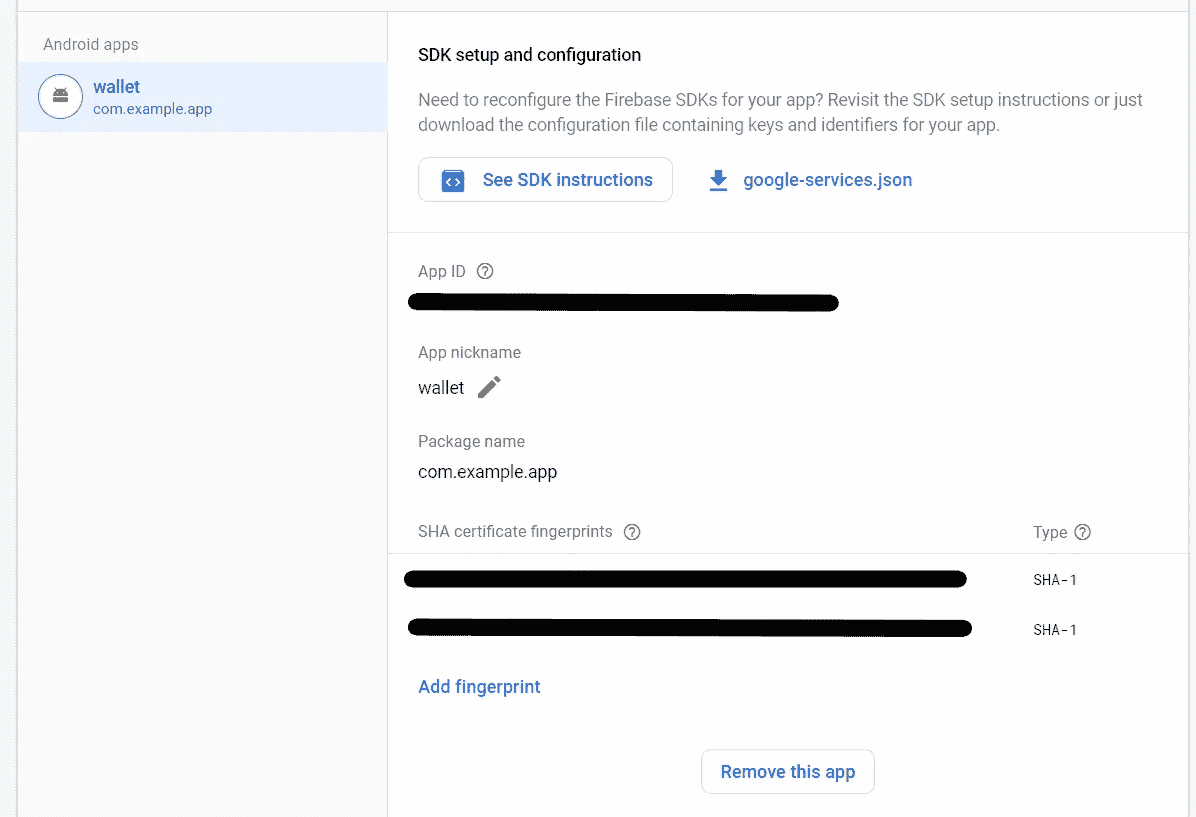 Android apps
wallet
com.example.app
SDK setup and configuration
Need to reconfigure the Firebase SDKs for your app? Revisit the SDK setup instructions or just
download the configuration file containing keys and identifiers for your app.
See SDK instructions
google-services.json
App ID
App nickname
wallet
Package name
com.example.app
SHA certificate fingerprints
Type
SHA-1
SHA-1
Add fingerprint
Remove this app